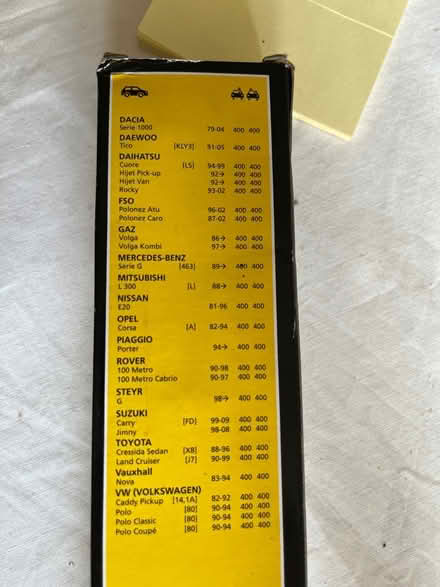 DACIA
Serie 1000 79-04 400 400
DAEWOO
Tico [KLY3] 91-05 400 400
DAIHATSU
Cuore [L5] 94-99 400 400
Hijet Pick-up 92→ 400 400
Hijet Van 92→ 400 400
Rocky 93-02 400 400
FSO
Polonez Atu 96-02 400 400
Polonez Caro 87-02 400 400
GAZ
Volga 86→ 400 400
Volga Kombi 97→ 400 400
MERCEDES-BENZ
Serie G [463] 89→ 400 400
MITSUBISHI
L 300 [L] 88→ 400 400
NISSAN
E20 81-96 400 400
OPEL
Corsa [A] 82-94 400 400
PIAGGIO
Porter 94→ 400 400
ROVER
100 Metro 90-98 400 400
100 Metro Cabrio 90-97 400 400
STEYR
G 98→ 400 400
SUZUKI
Carry [FD] 99-09 400 400
Jimny 98-08 400 400
TOYOTA
Cressida Sedan [X8] 88-96 400 400
Land Cruiser [J7] 90-99 400 400
Vauxhall
Nova 83-94 400 400
VW (VOLKSWAGEN)
Caddy Pickup [14,1A] 82-92 400 400
Polo [80] 90-94 400 400
Polo Classic [80] 90-94 400 400
Polo Coupé [80] 90-94 400 400